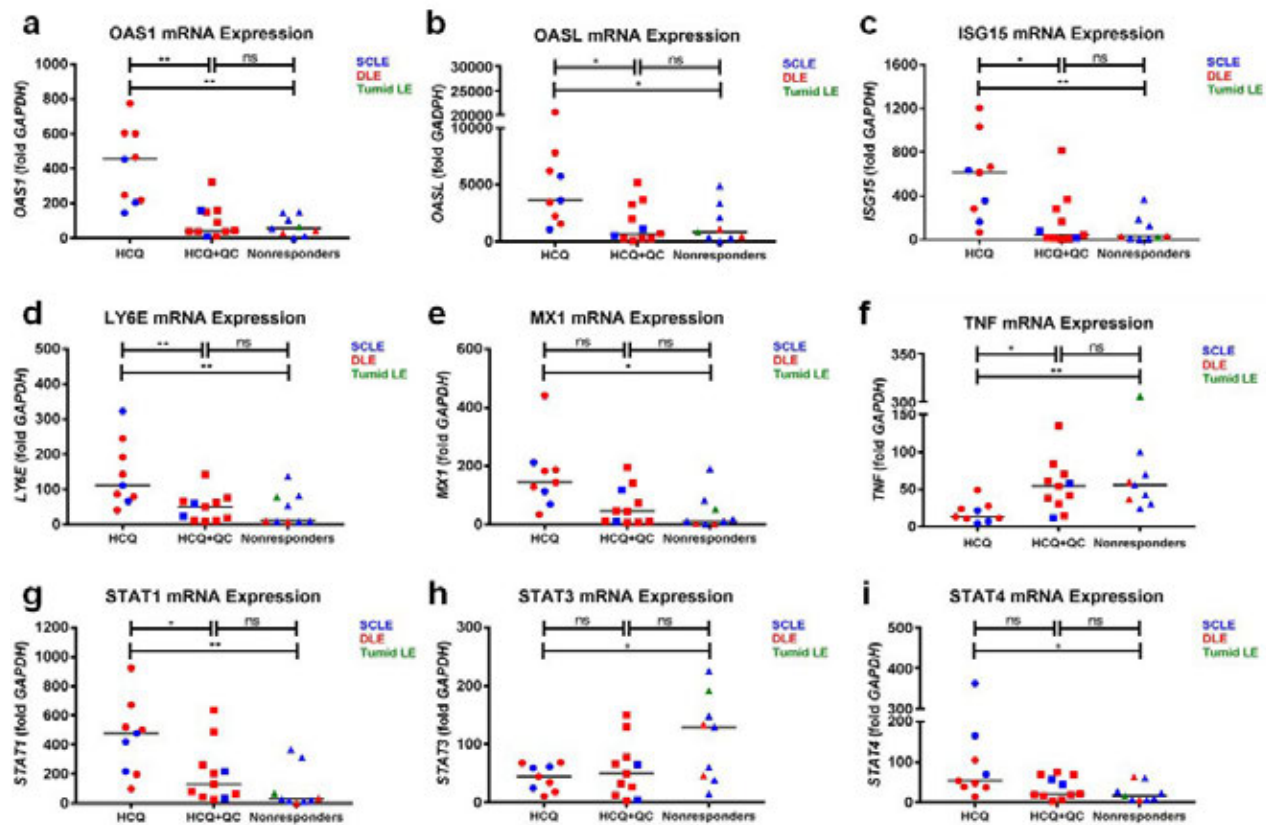 a
OAS1 mRNA Expression
** ns
**
SCLE
DLE
Tumid LE
OAS1 (fold GAPDH)
1000
800
600
400
200
0
HCQ HCQ+QC Nonresponders
b
OASL mRNA Expression
* ns
*
SCLE
DLE
Tumid LE
OASL (fold GADPH)
30000
25000
20000
10000
5000
0
HCQ HCQ+QC Nonresponders
c
ISG15 mRNA Expression
* ns
**
SCLE
DLE
Tumid LE
ISG15 (fold GAPDH)
1600
1200
800
400
0
HCQ HCQ+QC Nonresponders
d
LY6E mRNA Expression
** ns
**
SCLE
DLE
Tumid LE
LY6E (fold GAPDH)
500
400
300
200
100
0
HCQ HCQ+QC Nonresponders
e
MX1 mRNA Expression
ns ns
*
SCLE
DLE
Tumid LE
MX1 (fold GAPDH)
600
400
200
0
HCQ HCQ+QC Nonresponders
f
TNF mRNA Expression
* ns
**
SCLE
DLE
Tumid LE
TNF (fold GAPDH)
350
300
150
100
50
0
HCQ HCQ+QC Nonresponders
g
STAT1 mRNA Expression
* ns
**
SCLE
DLE
Tumid LE
STAT1 (fold GAPDH)
1200
1000
800
600
400
200
0
HCQ HCQ+QC Nonresponders
h
STAT3 mRNA Expression
ns ns
*
SCLE
DLE
Tumid LE
STAT3 (fold GAPDH)
300
200
100
0
HCQ HCQ+QC Nonresponders
i
STAT4 mRNA Expression
ns ns
*
SCLE
DLE
Tumid LE
STAT4 (fold GAPDH)
500
400
300
200
100
50
0
HCQ HCQ+QC Nonresponders